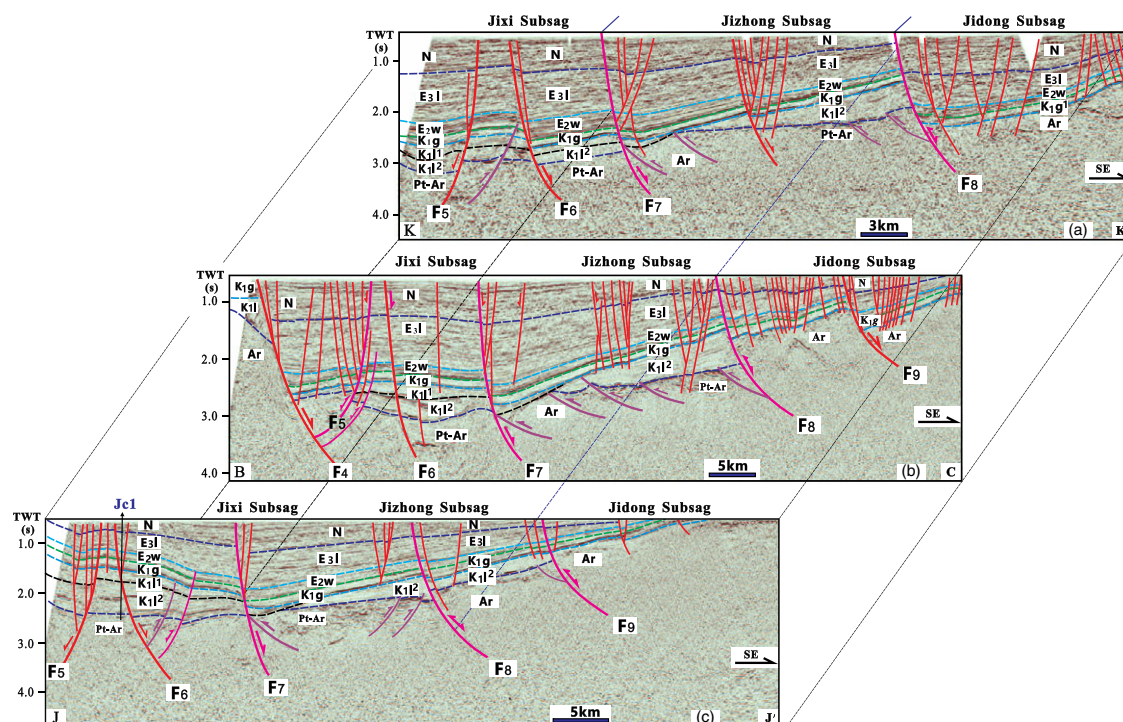 Jixi Subsag Jizhong Subsag Jidong Subsag
TWT
(s)
1.0
2.0
3.0
4.0
N N N N N
E3l E3l E3l E3l
E2w E2w E2w E2w
K1g K1g K1g K1g1
K1l1 K1l2 K1l2
K1l2 Pt-Ar Ar Pt-Ar Ar
Pt-Ar
F5 F6 F7 F8
SE
K 3km (a) K
Jixi Subsag Jizhong Subsag Jidong Subsag
TWT
(s)
1.0
2.0
3.0
4.0
K1g N N N N
K1l E3l E3l
Ar E2w E2w K1g
K1g K1g Ar Ar
K1l1 K1l2
K1l2 Pt-Ar
Pt-Ar Ar
F5 F9
F8
F4 F6 F7
SE
B 5km (b) C
Jc1 Jixi Subsag Jizhong Subsag Jidong Subsag
TWT
(s)
1.0
2.0
3.0
4.0
N N N
E3l E3l E3l
E2w K1g Ar
K1g E2w K1l2
K1l1 K1g K1l2 Ar
K1l2 Pt-Ar
Pt-Ar
F9
F5 F6 F7 F8
SE
J 5km (c) J'